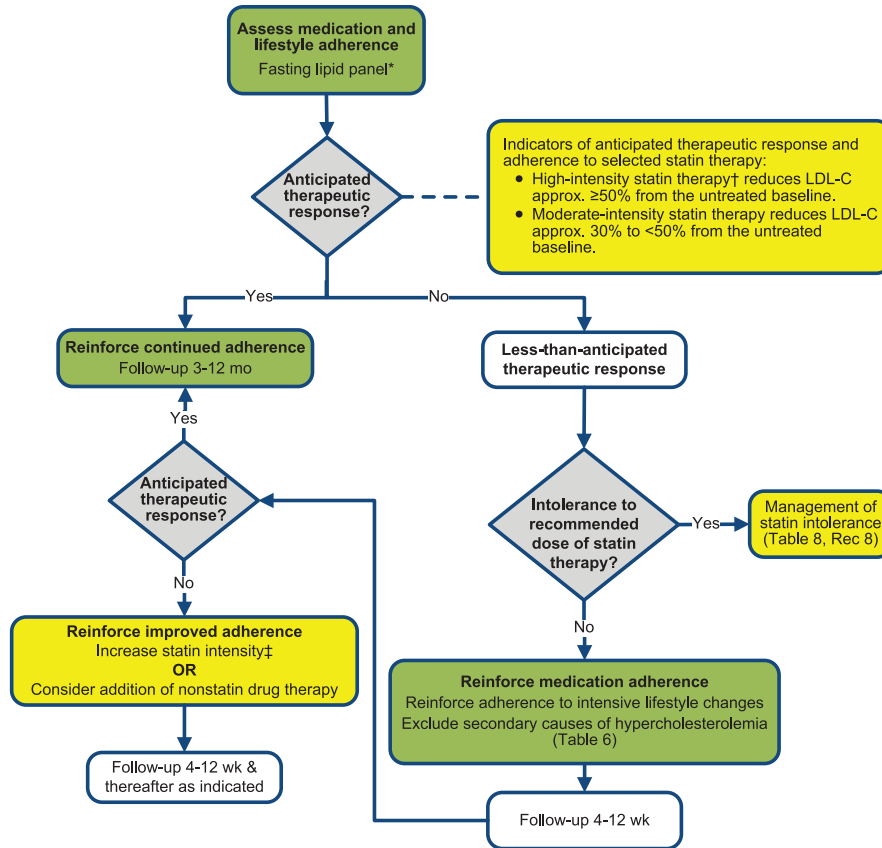 Assess medication and
lifestyle adherence
Fasting lipid panel*
Anticipated
therapeutic
response?
Indicators of anticipated therapeutic response and
adherence to selected statin therapy:
• High-intensity statin therapy† reduces LDL-C
approx. ≥50% from the untreated baseline.
• Moderate-intensity statin therapy reduces LDL-C
approx. 30% to <50% from the untreated
baseline.
Yes
No
Reinforce continued adherence
Follow-up 3-12 mo
Less-than-anticipated
therapeutic response
Yes
Anticipated
therapeutic
response?
Intolerance to
recommended
dose of statin
therapy?
Yes
Management of
statin intolerance
(Table 8, Rec 8)
No
No
Reinforce improved adherence
Increase statin intensity‡
OR
Consider addition of nonstatin drug therapy
Reinforce medication adherence
Reinforce adherence to intensive lifestyle changes
Exclude secondary causes of hypercholesterolemia
(Table 6)
Follow-up 4-12 wk &
thereafter as indicated
Follow-up 4-12 wk